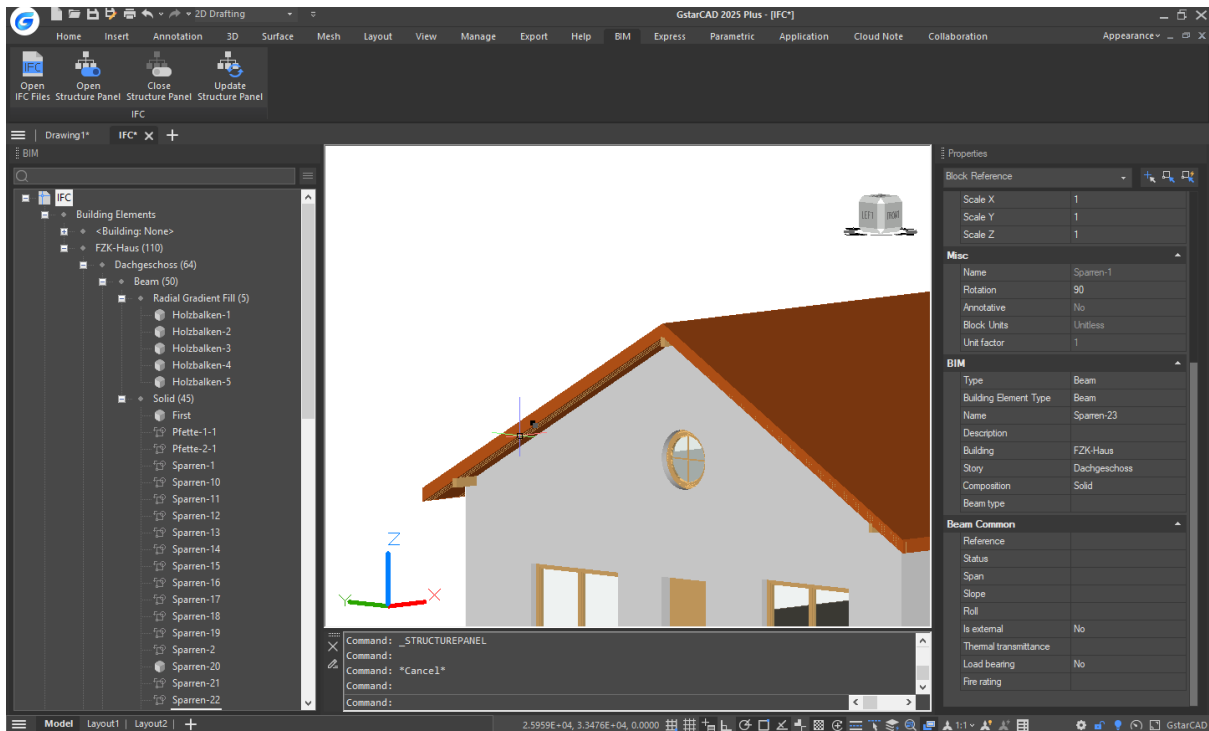 2D Drafting
GstarCAD 2025 Plus - [IFC*]
Home Insert Annotation 3D Surface Mesh Layout View Manage Export Help BIM Express Parametric Application Cloud Note Collaboration Appearance
IFC
Open IFC Files
Open Structure Panel
Close Structure Panel
Update Structure Panel
IFC
Drawing1* IFC*
BIM
IFC
Building Elements
<Building: None>
FZK-Haus (110)
Dachgeschoss (64)
Beam (50)
Radial Gradient Fill (5)
Holzbalken-1
Holzbalken-2
Holzbalken-3
Holzbalken-4
Holzbalken-5
Solid (45)
First
Pfette-1-1
Pfette-2-1
Sparren-1
Sparren-10
Sparren-11
Sparren-12
Sparren-13
Sparren-14
Sparren-15
Sparren-16
Sparren-17
Sparren-18
Sparren-19
Sparren-2
Sparren-20
Sparren-21
Sparren-22
LEFT FRONT
Z
Y
X
Command: _STRUCTUREPANEL
Command:
Command: *Cancel*
Command:
Command:
Properties
Block Reference
Scale X 1
Scale Y 1
Scale Z 1
Misc
Name Sparren-1
Rotation 90
Annotative No
Block Units Unitless
Unit factor 1
BIM
Type Beam
Building Element Type Beam
Name Sparren-23
Description
Building FZK-Haus
Story Dachgeschoss
Composition Solid
Beam type
Beam Common
Reference
Status
Span
Slope
Roll
Is external No
Thermal transmittance
Load bearing No
Fire rating
Model Layout1 Layout2
2.5959E+04, 3.3476E+04, 0.0000
1:1
GstarCAD